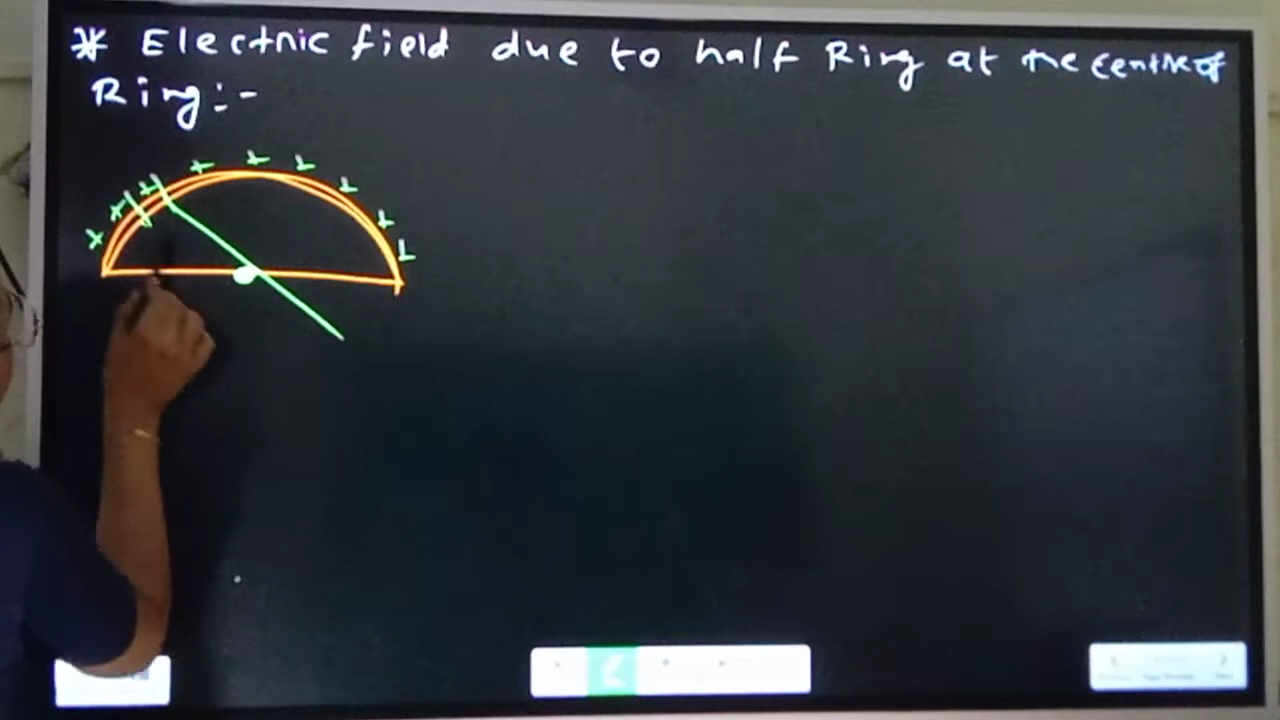 * Electric field due to half Ring at the centre of
Ring:-
+ + + + + + + + +